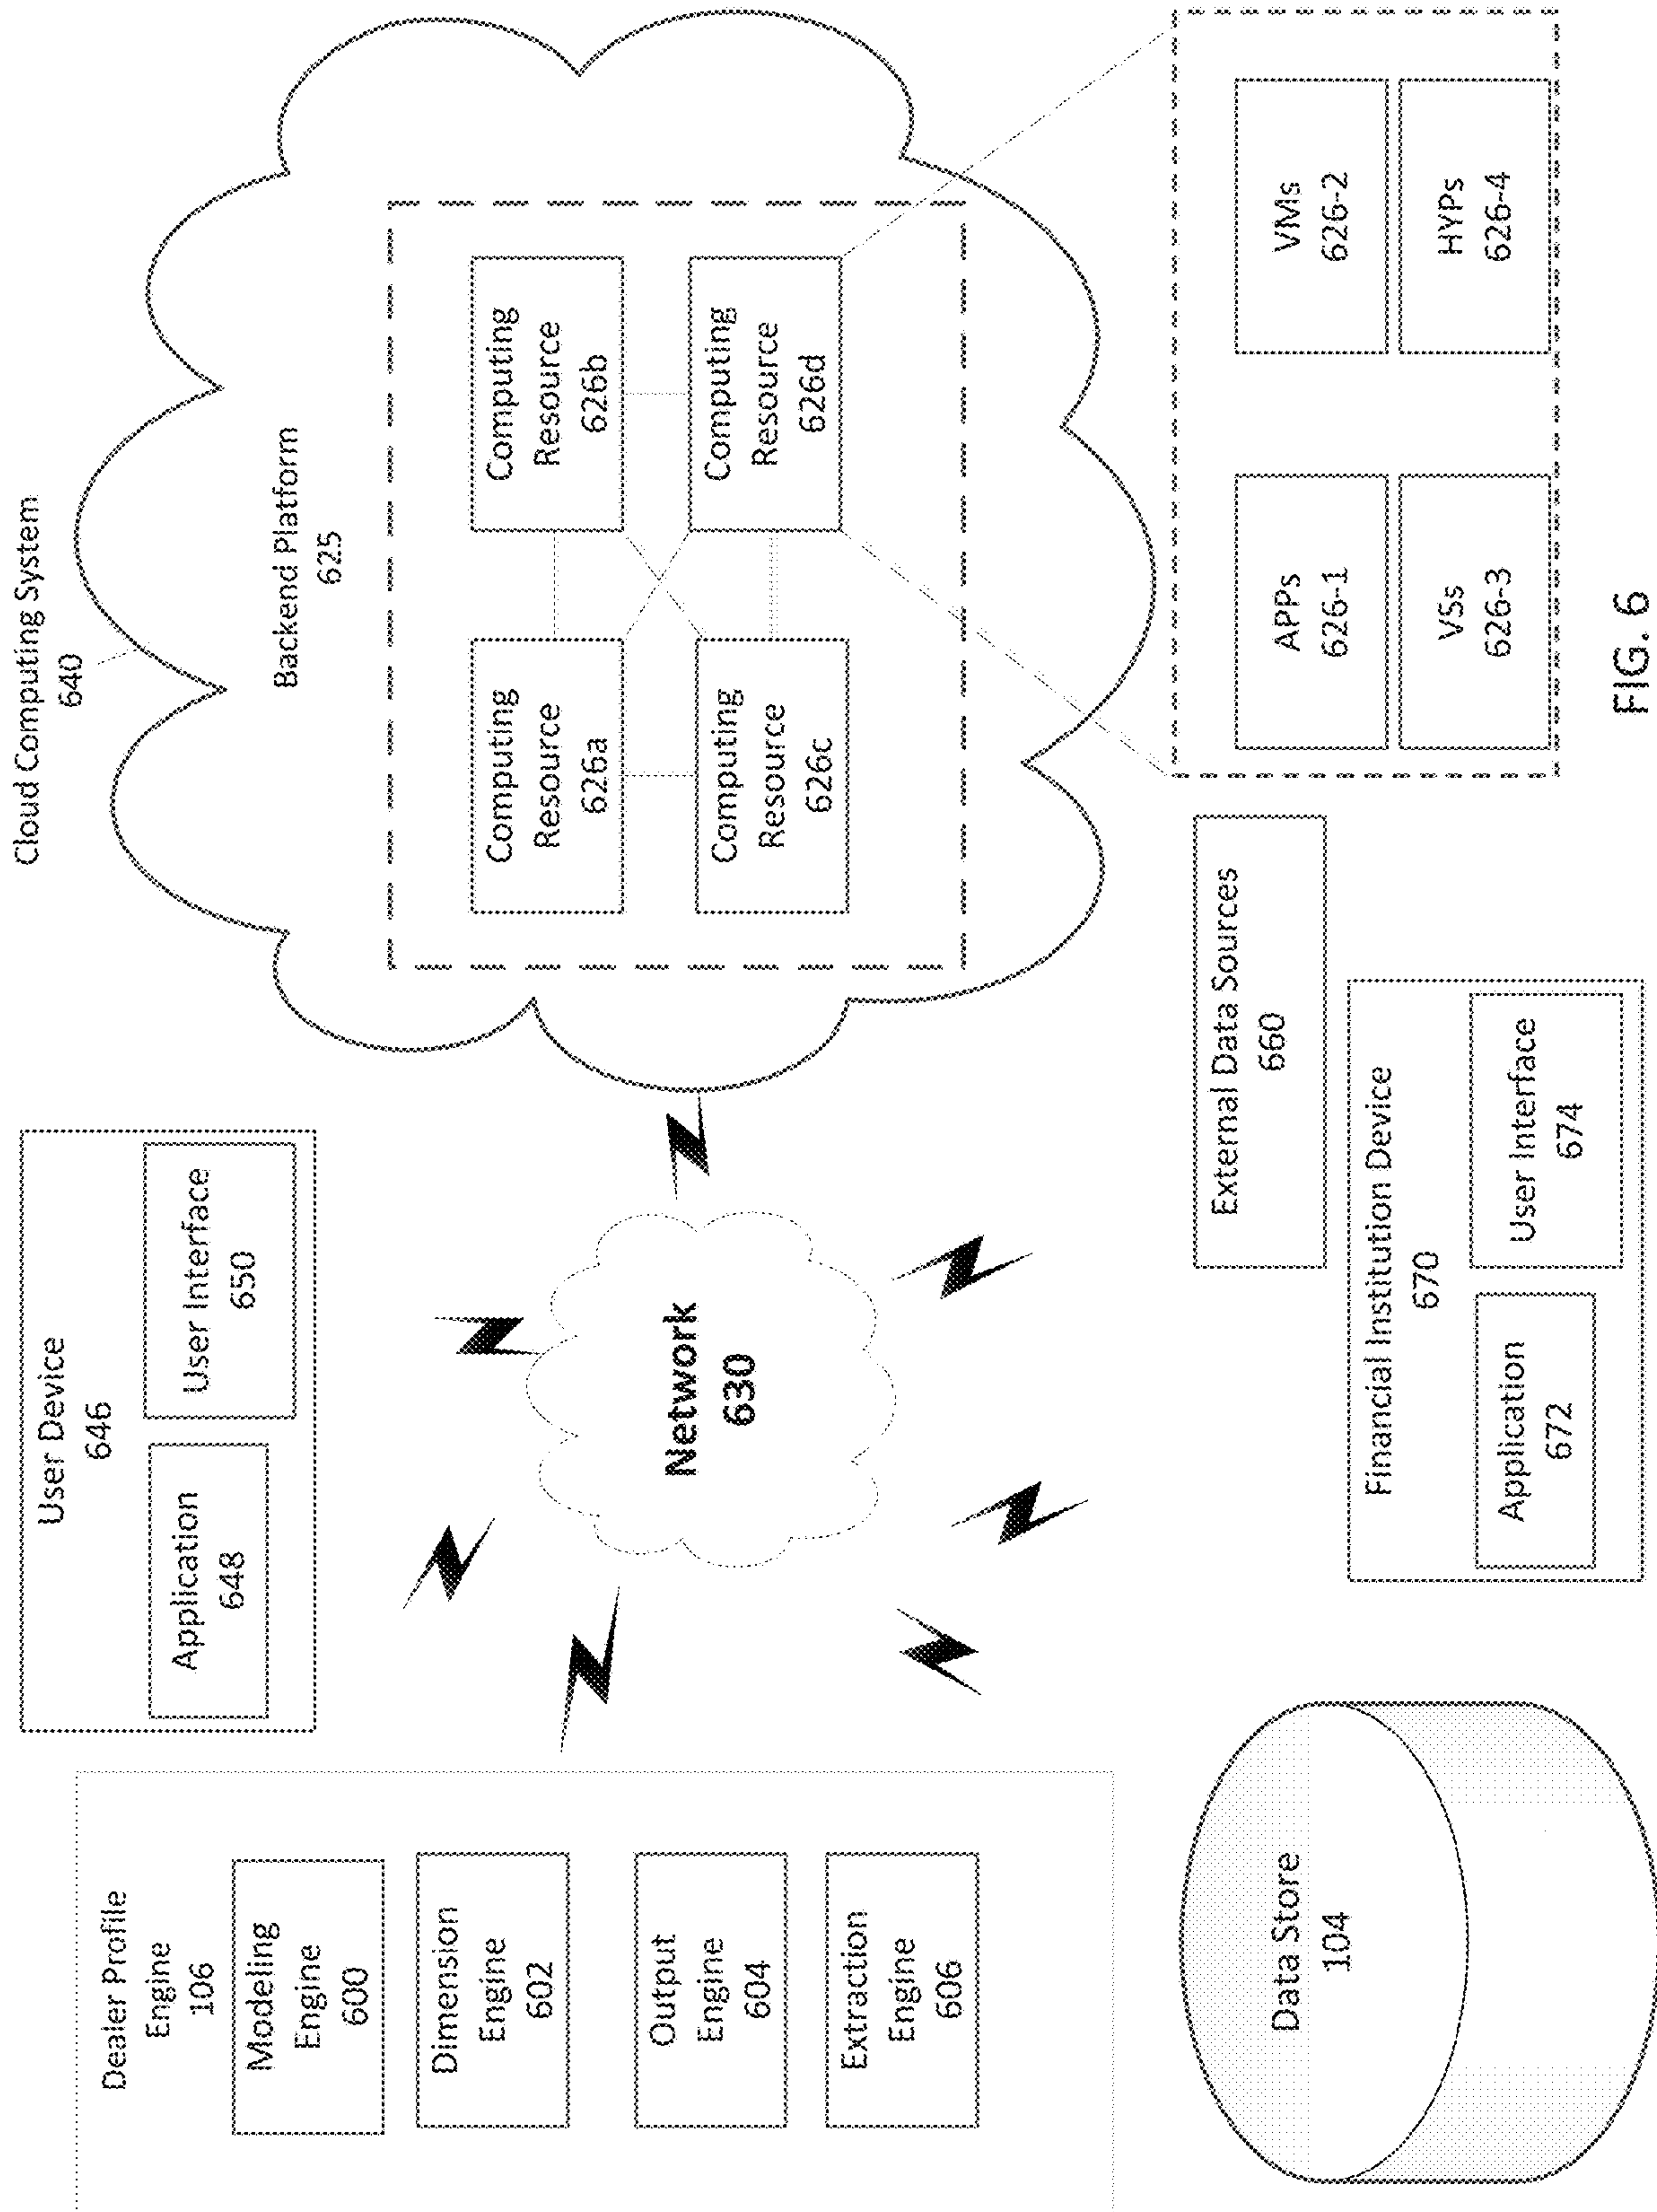 Dealer Profile
Engine
106
Modeling
Engine
600
Dimension
Engine
602
Output
Engine
604
Extraction
Engine
606
Data Store
104
User Device
646
Application
648
User Interface
650
Network
630
External Data Sources
660
Financial Institution Device
670
Application
672
User Interface
674
Cloud Computing System
640
Backend Platform
625
Computing
Resource
626a
Computing
Resource
626b
Computing
Resource
626c
Computing
Resource
626d
APPs
626-1
VMs
626-2
VSs
626-3
HYPs
626-4
FIG. 6